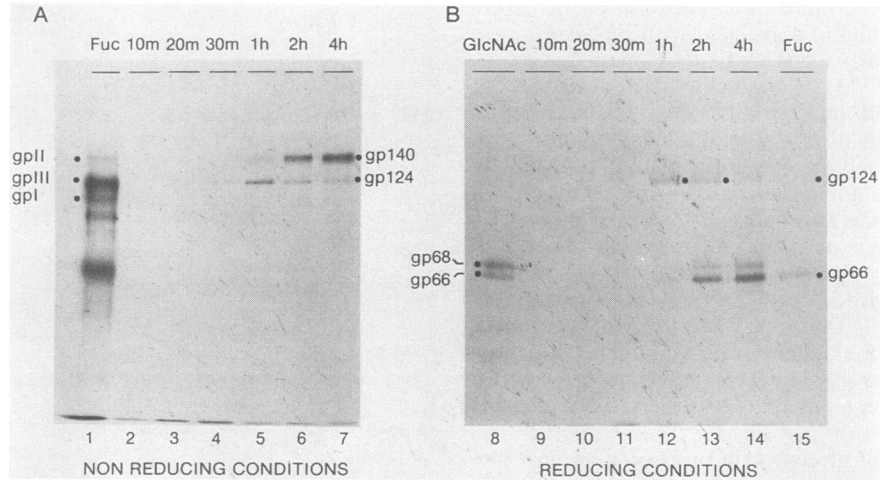 A
Fuc 10m 20m 30m 1h 2h 4h
gpII
gpIII
gpI
gp140
gp124
1 2 3 4 5 6 7
NON REDUCING CONDITIONS
B
GlcNAc 10m 20m 30m 1h 2h 4h Fuc
gp124
gp68
gp66
gp66
8 9 10 11 12 13 14 15
REDUCING CONDITIONS